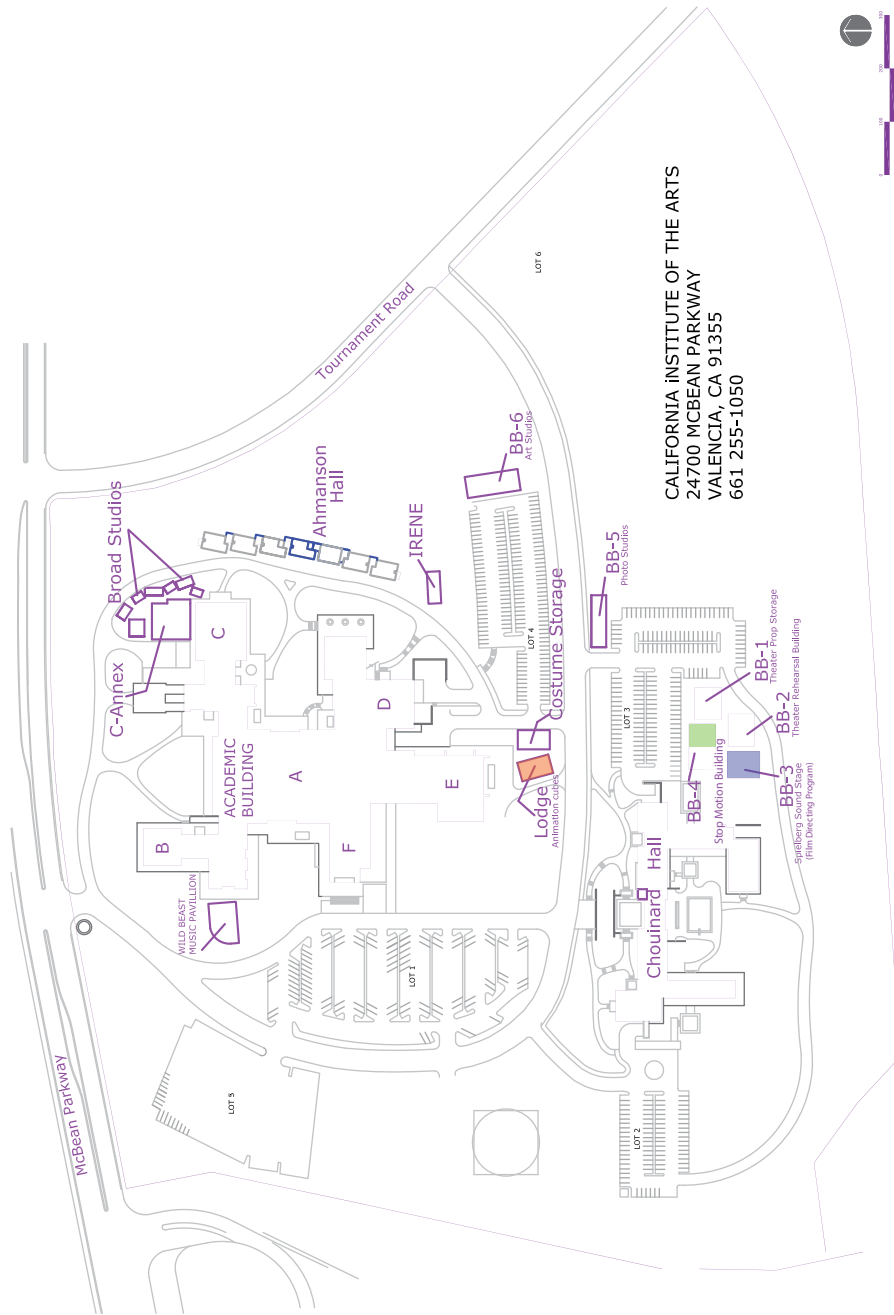 McBean Parkway
Tournament Road
Broad Studios
C-Annex
Ahmanson
Hall
IRENE
BB-6
Art Studios
WILD BEAST
MUSIC PAVILLION
B
ACADEMIC
BUILDING
C
A
F
D
E
LOT 5
LOT 1
LOT 4
LOT 6
Lodge
Animation cubes
Costume Storage
BB-5
Photo Studios
LOT 2
LOT 3
Chouinard Hall
BB-4
Stop Motion Building
BB-1
Theater Prop Storage
BB-2
Theater Rehearsal Building
BB-3
Spielberg Sound Stage
(Film Directing Program)
CALIFORNIA iNSTITUTE OF THE ARTS
24700 MCBEAN PARKWAY
VALENCIA, CA 91355
661 255-1050
0 100 200